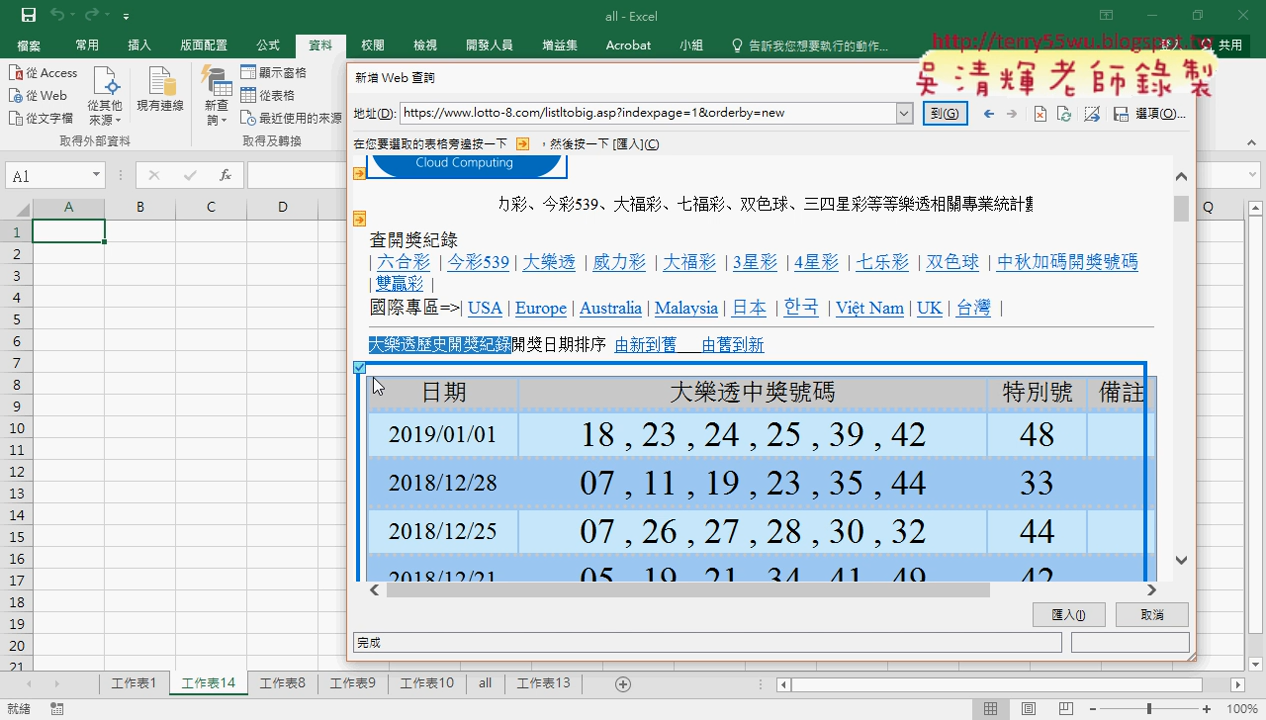 all - Excel
http://terry55wu.blogspot.tw
吳清輝老師錄製
檔案 常用 插入 版面配置 公式 資料 校閱 檢視 開發人員 增益集 Acrobat 小組 告訴我您想要執行的動作... 共用
從 Access
從 Web
從文字檔
從其他來源
現有連線
新查詢
顯示查詢
從表格
最近使用的來源
取得外部資料
取得及轉換
新增 Web 查詢
地址(D): https://www.lotto-8.com/listltobig.asp?indexpage=1&orderby=new 到(G) 選項(O)...
在您要選取的表格旁邊按一下 ，然後按一下 [匯入](C)
A1
fx
A B C D Q
Cloud Computing
力彩、今彩539、大福彩、七福彩、双色球、三四星彩等等樂透相關專業統計數
查開獎紀錄
| 六合彩 | 今彩539 | 大樂透 | 威力彩 | 大福彩 | 3星彩 | 4星彩 | 七乐彩 | 双色球 | 中秋加碼開獎號碼
| 雙贏彩 |
國際專區=>| USA | Europe | Australia | Malaysia | 日本 | 한국 | Việt Nam | UK | 台灣 |
大樂透歷史開獎紀錄開獎日期排序 由新到舊 由舊到新
日期 大樂透中獎號碼 特別號 備註
2019/01/01 18 , 23 , 24 , 25 , 39 , 42 48
2018/12/28 07 , 11 , 19 , 23 , 35 , 44 33
2018/12/25 07 , 26 , 27 , 28 , 30 , 32 44
2018/12/21 05 , 19 , 21 , 34 , 41 , 49 42
匯入(I) 取消
完成
1
2
3
4
5
6
7
8
9
10
11
12
13
14
15
16
17
18
19
20
21
工作表1 工作表14 工作表8 工作表9 工作表10 all 工作表13
就緒 100%